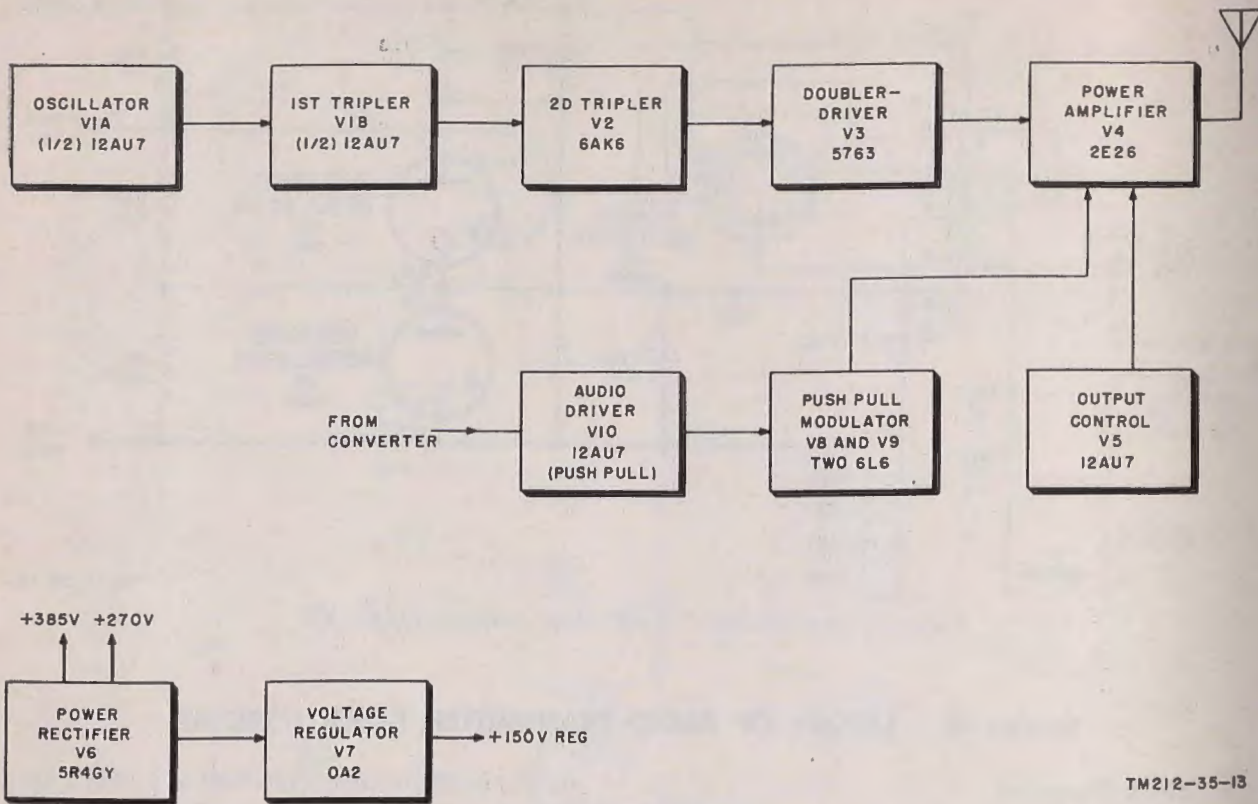 OSCILLATOR
V1A
(1/2) 12AU7
1ST TRIPLER
V1B
(1/2) 12AU7
2D TRIPLER
V2
6AK6
DOUBLER-
DRIVER
V3
5763
POWER
AMPLIFIER
V4
2E26
FROM
CONVERTER
AUDIO
DRIVER
V10
12AU7
(PUSH PULL)
PUSH PULL
MODULATOR
V8 AND V9
TWO 6L6
OUTPUT
CONTROL
V5
12AU7
+385V +270V
POWER
RECTIFIER
V6
5R4GY
VOLTAGE
REGULATOR
V7
OA2
+150V REG
TM212-35-13